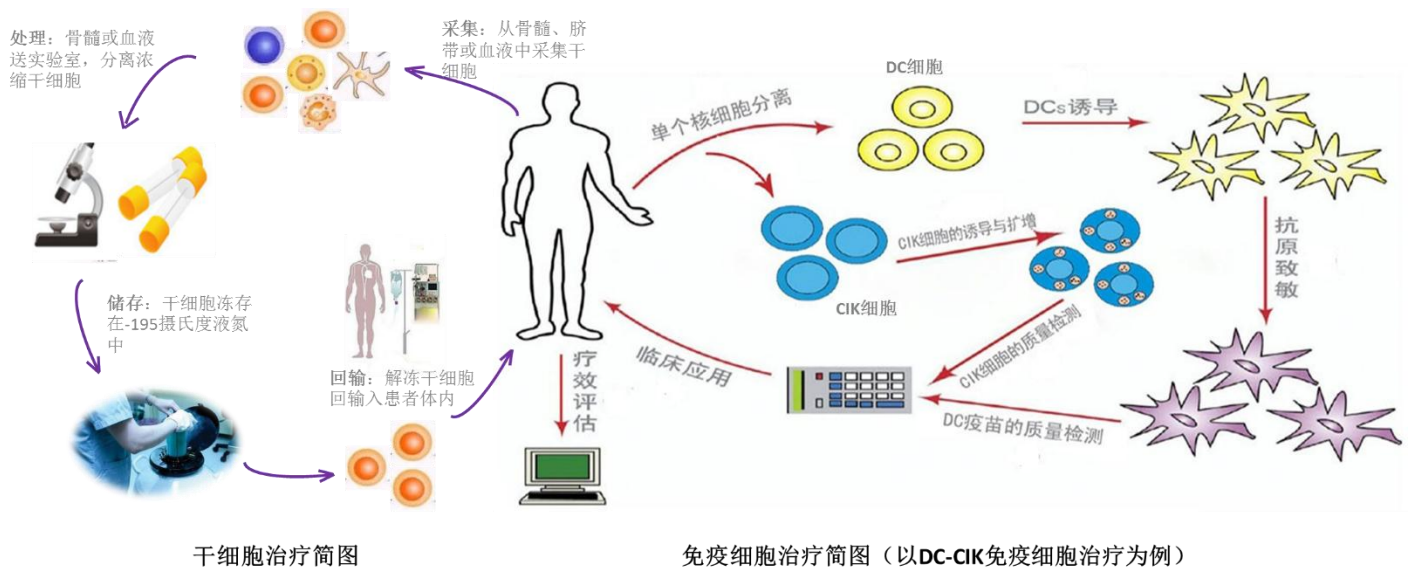 处理：骨髓或血液
送实验室，分离浓
缩干细胞
采集：从骨髓、脐
带或血液中采集干
细胞
储存：干细胞冻存
在-195摄氏度液氮
中
回输：解冻干细胞
回输入患者体内
干细胞治疗简图
单个核细胞分离
DC细胞
DCs诱导
CIK细胞的诱导与扩增
CIK细胞
抗原致敏
CIK细胞的质量检测
DC疫苗的质量检测
临床应用
疗效评估
免疫细胞治疗简图（以DC-CIK免疫细胞治疗为例）